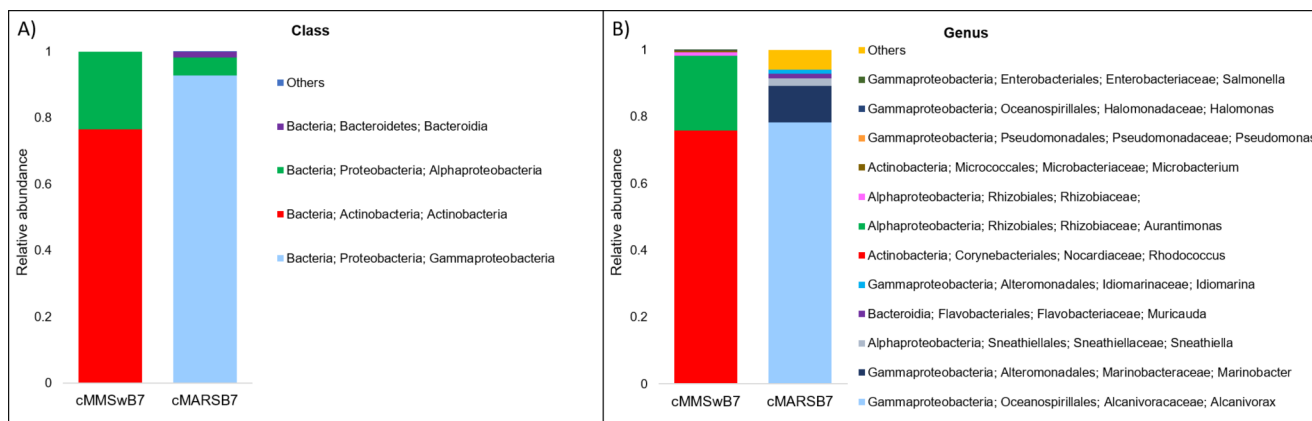 A)
Class
Relative abundance
1
0.8
0.6
0.4
0.2
0
cMMSwB7 cMARSB7
Others
Bacteria; Bacteroidetes; Bacteroidia
Bacteria; Proteobacteria; Alphaproteobacteria
Bacteria; Actinobacteria; Actinobacteria
Bacteria; Proteobacteria; Gammaproteobacteria
B)
Genus
Relative abundance
1
0.8
0.6
0.4
0.2
0
cMMSwB7 cMARSB7
Others
Gammaproteobacteria; Enterobacteriales; Enterobacteriaceae; Salmonella
Gammaproteobacteria; Oceanospirillales; Halomonadaceae; Halomonas
Gammaproteobacteria; Pseudomonadales; Pseudomonadaceae; Pseudomonas
Actinobacteria; Micrococcales; Microbacteriaceae; Microbacterium
Alphaproteobacteria; Rhizobiales; Rhizobiaceae;
Alphaproteobacteria; Rhizobiales; Rhizobiaceae; Aurantimonas
Actinobacteria; Corynebacteriales; Nocardiaceae; Rhodococcus
Gammaproteobacteria; Alteromonadales; Idiomarinaceae; Idiomarina
Bacteroidia; Flavobacteriales; Flavobacteriaceae; Muricauda
Alphaproteobacteria; Sneathiellales; Sneathiellaceae; Sneathiella
Gammaproteobacteria; Alteromonadales; Marinobacteraceae; Marinobacter
Gammaproteobacteria; Oceanospirillales; Alcanivoracaceae; Alcanivorax